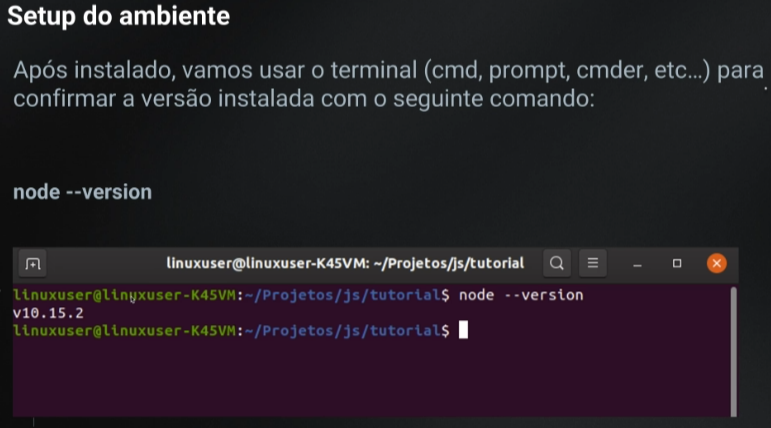 Setup do ambiente
Após instalado, vamos usar o terminal (cmd, prompt, cmder, etc...) para
confirmar a versão instalada com o seguinte comando:
node --version
linuxuser@linuxuser-K45VM: ~/Projetos/js/tutorial
linuxuser@linuxuser-K45VM:~/Projetos/js/tutorial$ node --version
v10.15.2
linuxuser@linuxuser-K45VM:~/Projetos/js/tutorial$